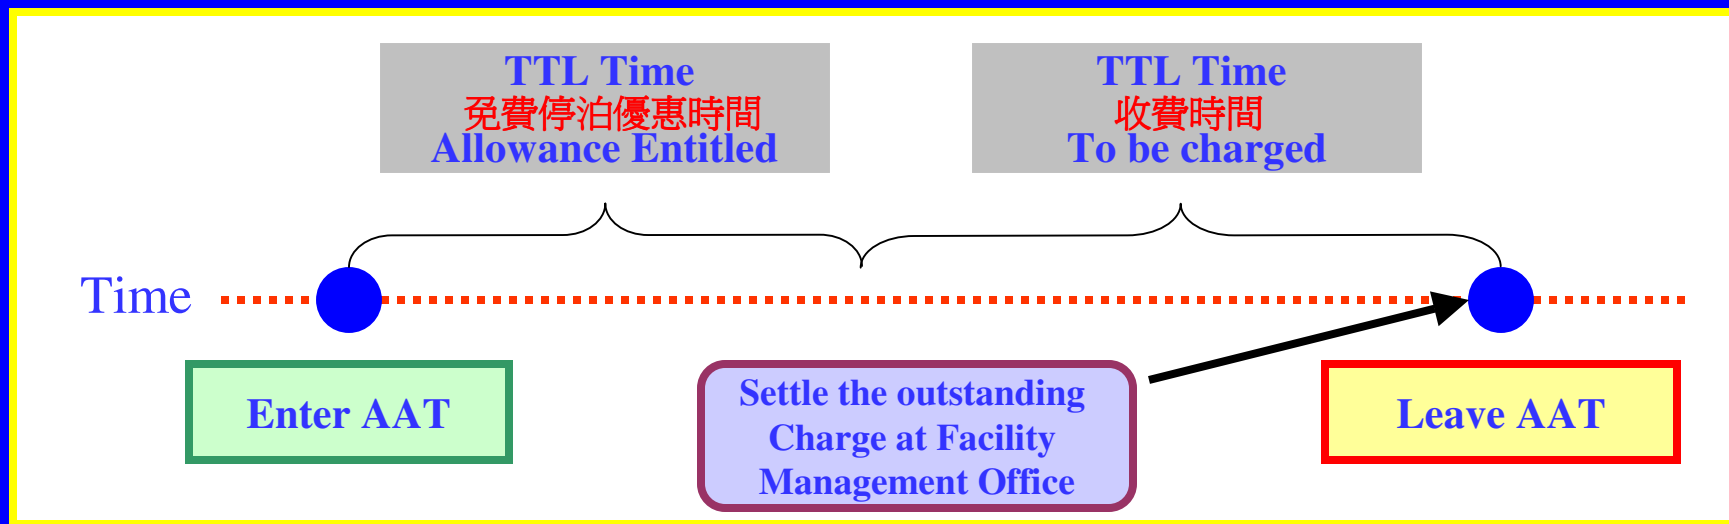 TTL Time
免費停泊優惠時間
Allowance Entitled
TTL Time
收費時間
To be charged
Time
Enter AAT
Settle the outstanding
Charge at Facility
Management Office
Leave AAT